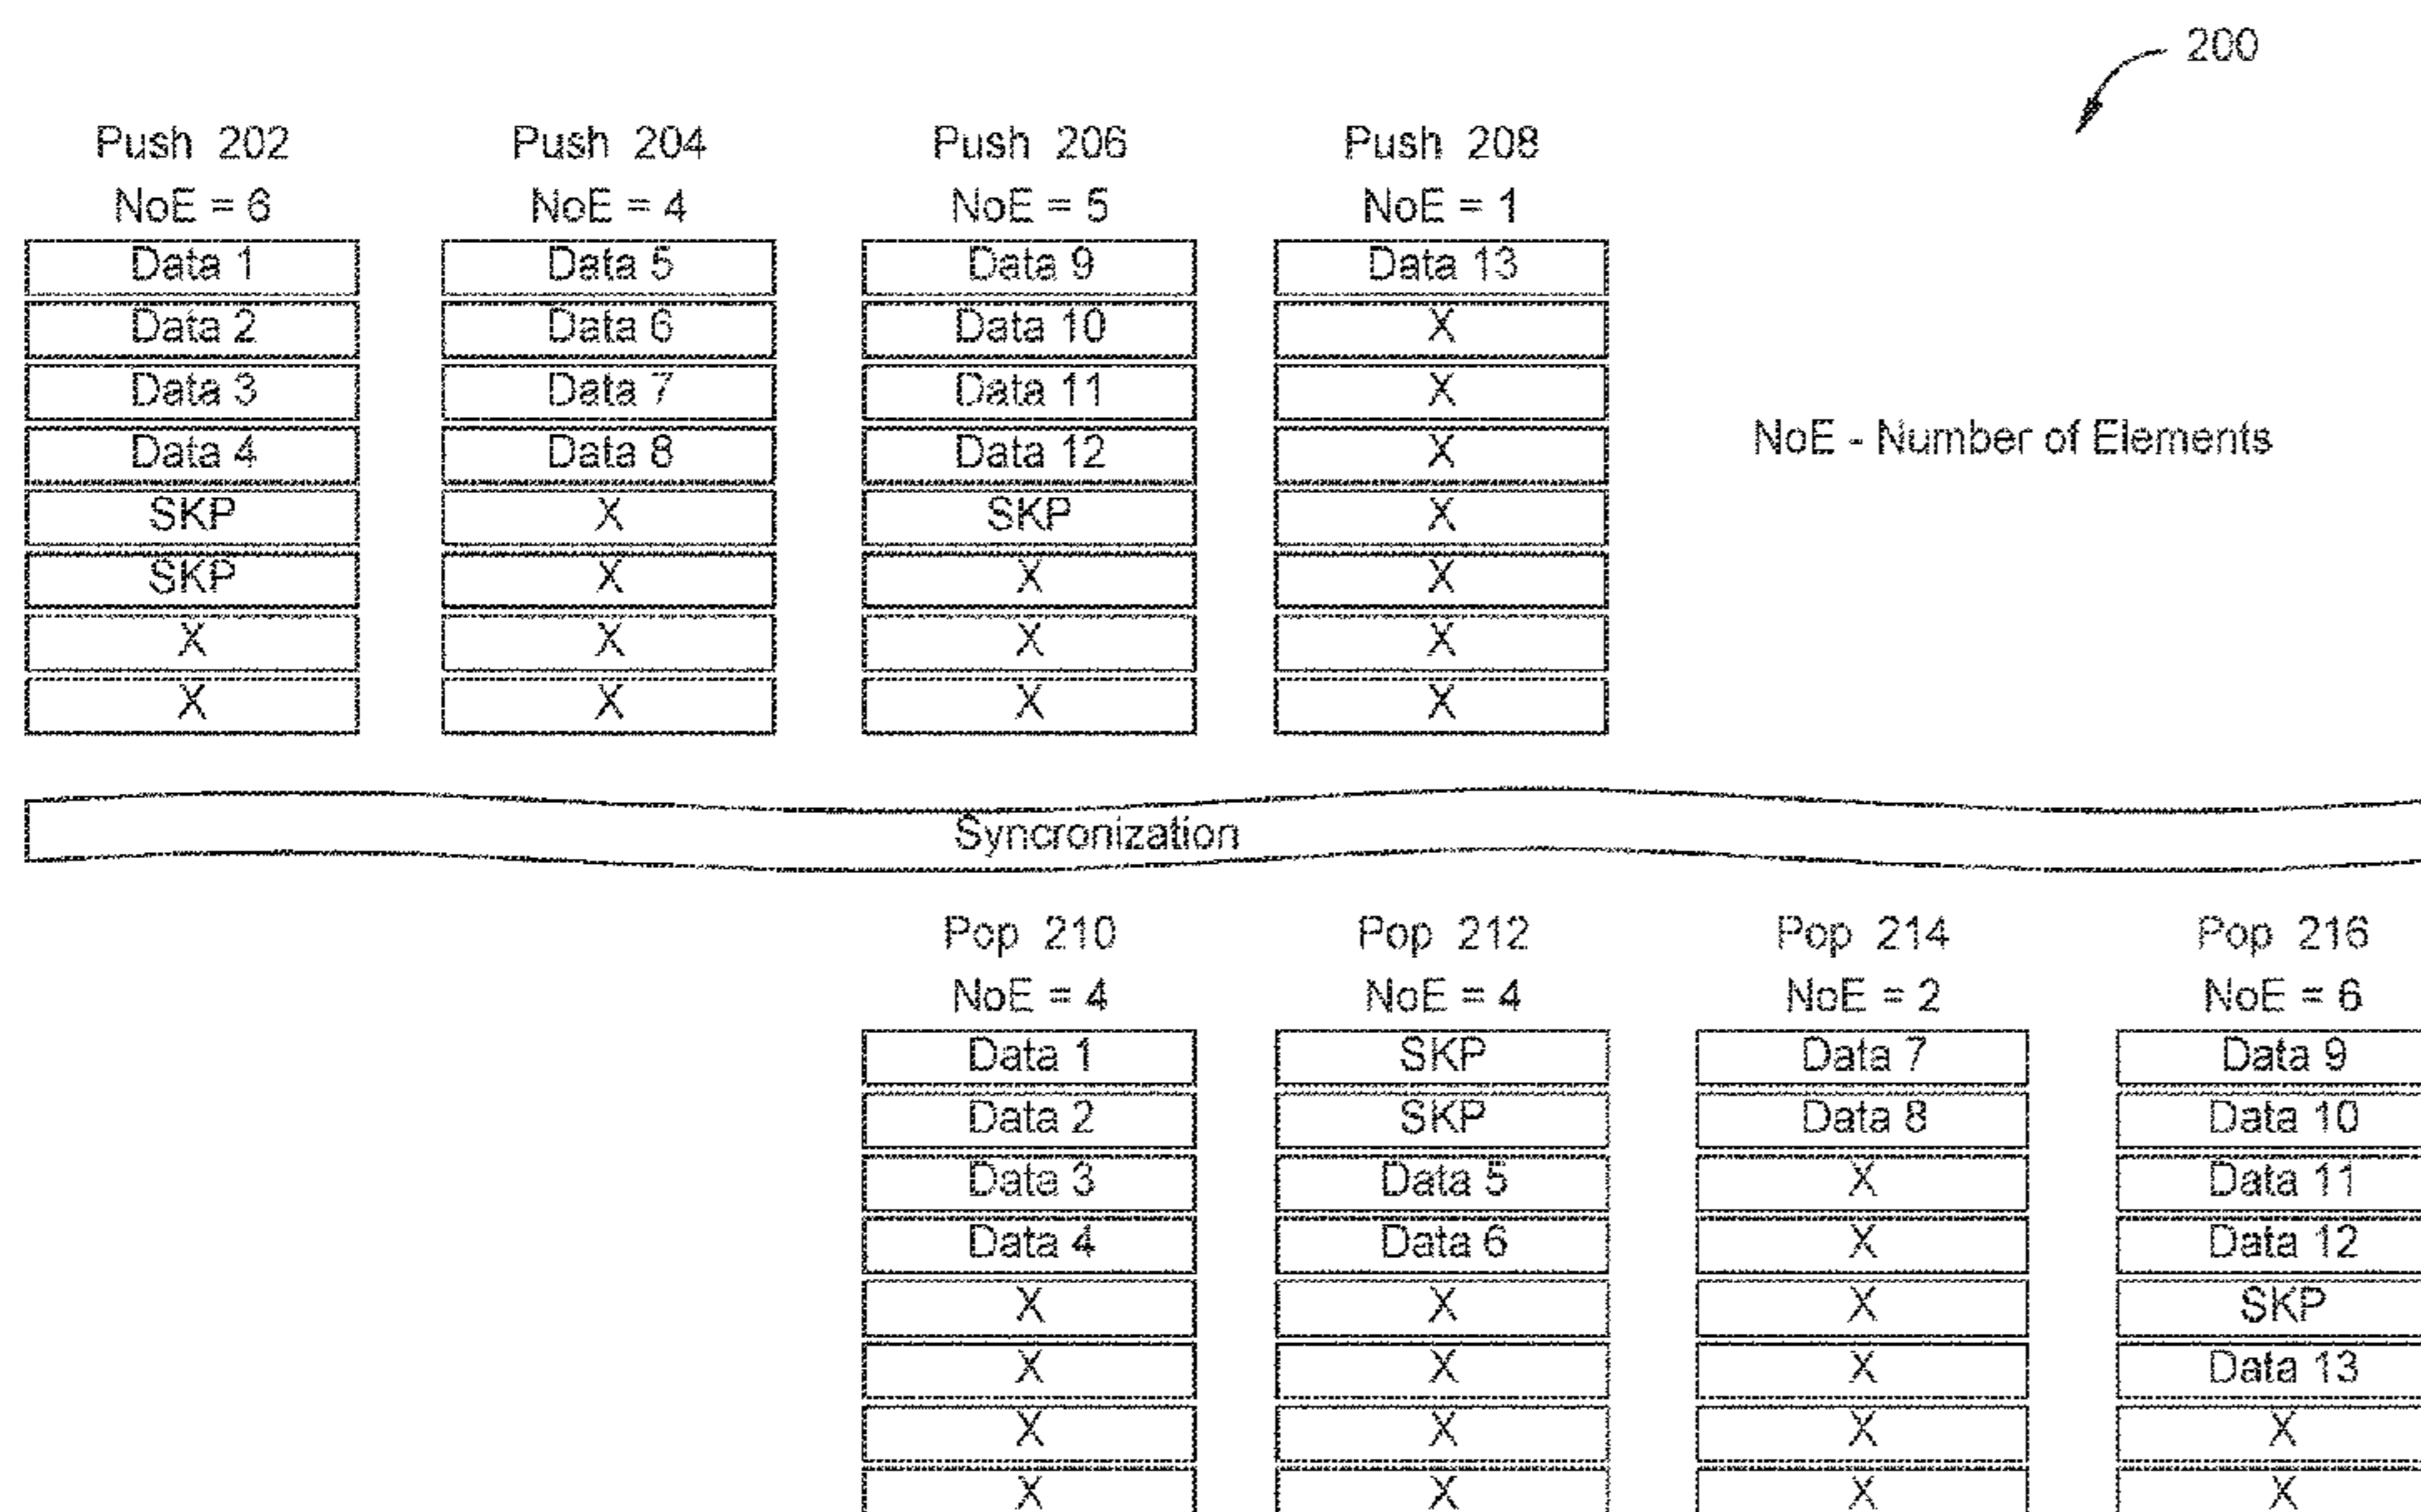 200
Push 202 Push 204 Push 206 Push 208
NoE = 6 NoE = 4 NoE = 5 NoE = 1
Data 1 Data 5 Data 9 Data 13
Data 2 Data 6 Data 10 X
Data 3 Data 7 Data 11 X
NoE - Number of Elements
Data 4 Data 8 Data 12 X
SKP X SKP X
SKP X X X
X X X X
X X X X
Syncronization
Pop 210 Pop 212 Pop 214 Pop 216
NoE = 4 NoE = 4 NoE = 2 NoE = 6
Data 1 SKP Data 7 Data 9
Data 2 SKP Data 8 Data 10
Data 3 Data 5 X Data 11
Data 4 Data 6 X Data 12
X X X SKP
X X X Data 13
X X X X
X X X X